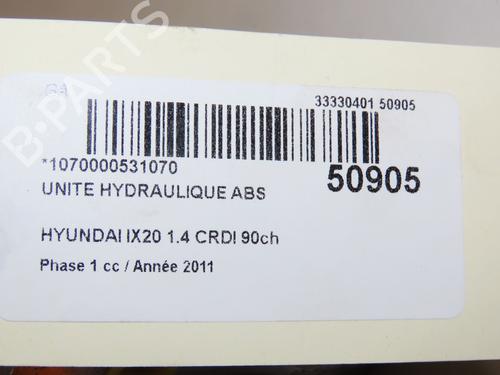 B-PARTS
33330401 50905
*1070000531070
50905
UNITE HYDRAULIQUE ABS
HYUNDAI IX20 1.4 CRDI 90ch
Phase 1 cc / Année 2011